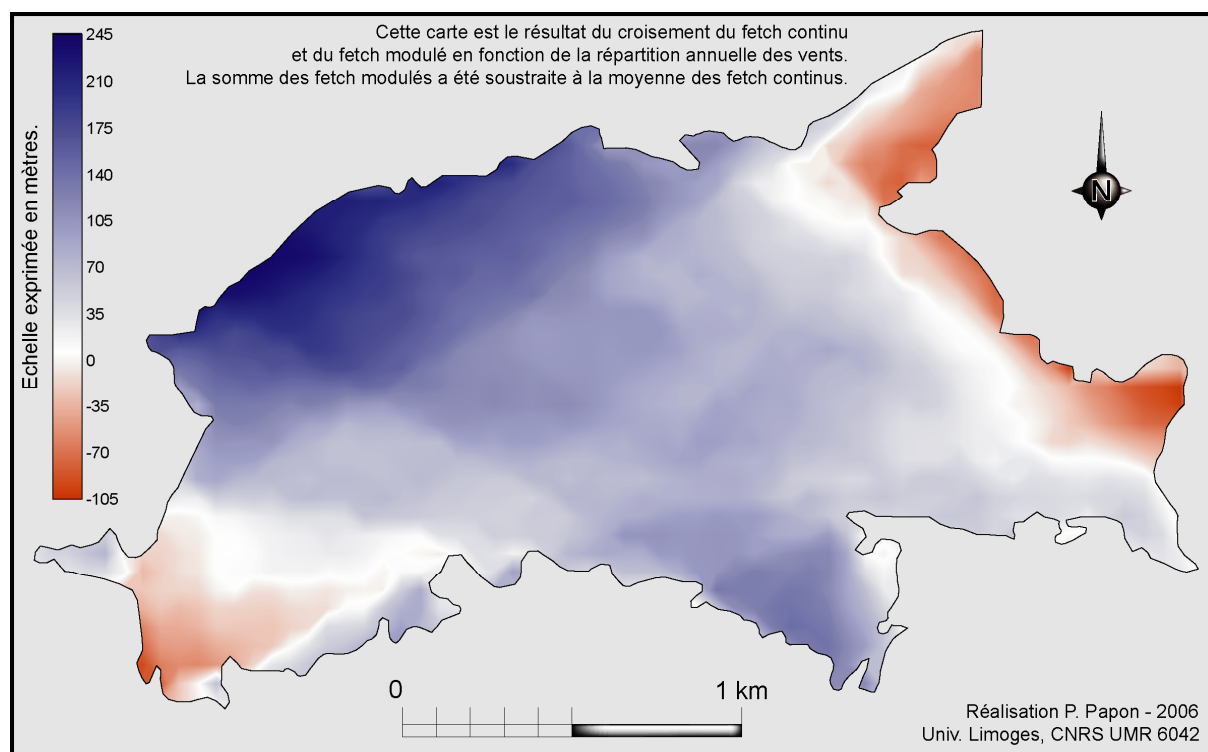 Cette carte est le résultat du croisement du fetch continu
et du fetch modulé en fonction de la répartition annuelle des vents.
La somme des fetch modulés a été soustraite à la moyenne des fetch continus.
Echelle exprimée en mètres.
245
210
175
140
105
70
35
0
-35
-70
-105
N
0 1 km
Réalisation P. Papon - 2006
Univ. Limoges, CNRS UMR 6042